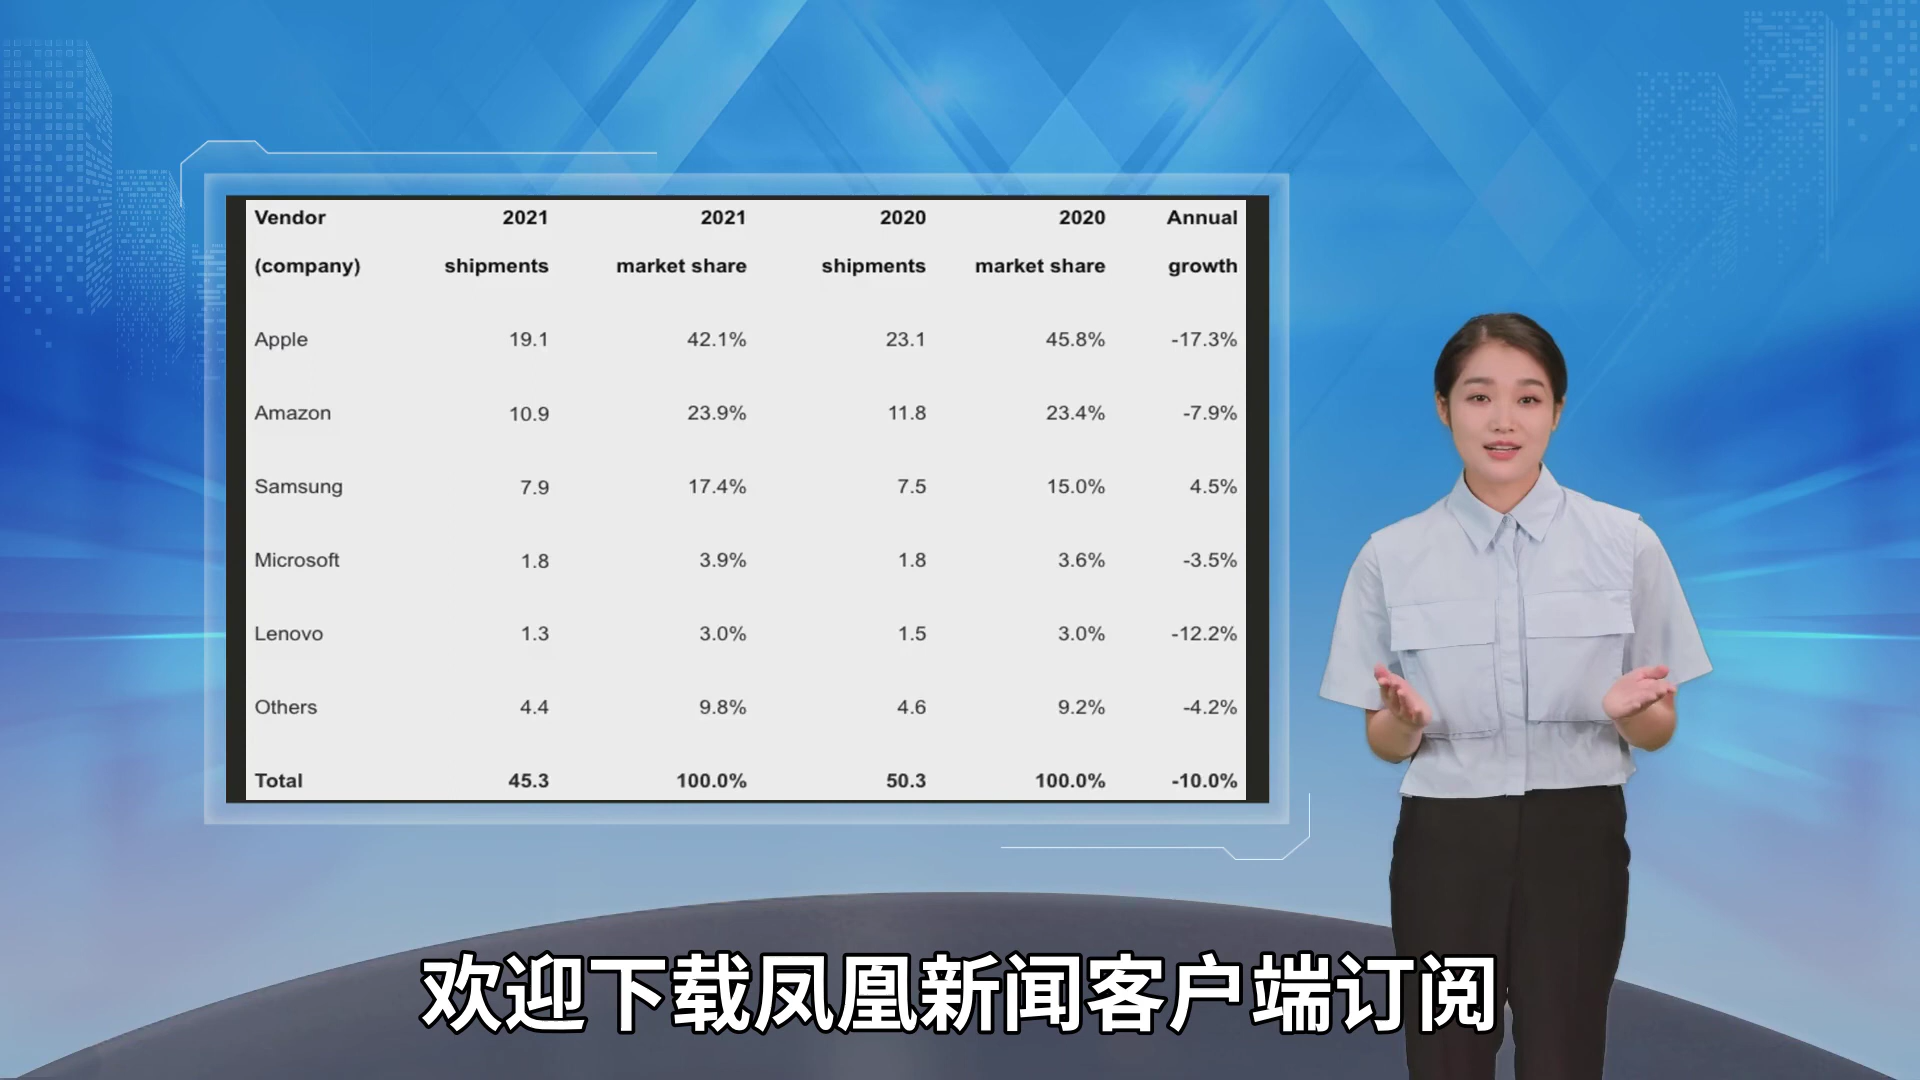 Vendor 2021 2021 2020 2020 Annual
(company) shipments market share shipments market share growth
Apple 19.1 42.1% 23.1 45.8% -17.3%
Amazon 10.9 23.9% 11.8 23.4% -7.9%
Samsung 7.9 17.4% 7.5 15.0% 4.5%
Microsoft 1.8 3.9% 1.8 3.6% -3.5%
Lenovo 1.3 3.0% 1.5 3.0% -12.2%
Others 4.4 9.8% 4.6 9.2% -4.2%
Total 45.3 100.0% 50.3 100.0% -10.0%
欢迎下载凤凰新闻客户端订阅